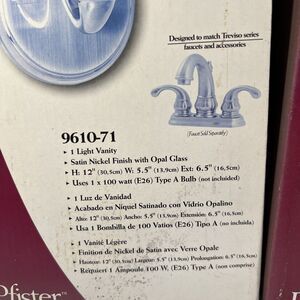 Designed to match Treviso series
faucets and accessories
(Faucet Sold Separately)
9610-71
▸ 1 Light Vanity
▸ Satin Nickel Finish with Opal Glass
▸ H: 12" (30,5cm) W: 5.5" (13.9cm) Ext: 6.5" (16,5cm)
▸ Uses 1 x 100 watt (E26) Type A Bulb (not included)
▸ 1 Luz de Vanidad
▸ Acabado en Níquel Satinado con Vidrio Opalino
▸ Alto: 12" (30,5cm) Ancho: 5.5" (13.9cm) Extensión: 6.5" (16,5cm)
▸ Usa 1 Bombilla de 100 Vatios (E26) Tipo A (no incluida)
▸ 1 Vanité Légère
▸ Finition de Nickel de Satin avec Verre Opale
▸ Hauteur: 12" (30,5cm) Largeur: 5.5" (13.9cm) Prolongation: 6.5" (16,5cm)
▸ Requiert 1 Ampoule 100 W. (E26) Type A (non comprise)
Pfister™